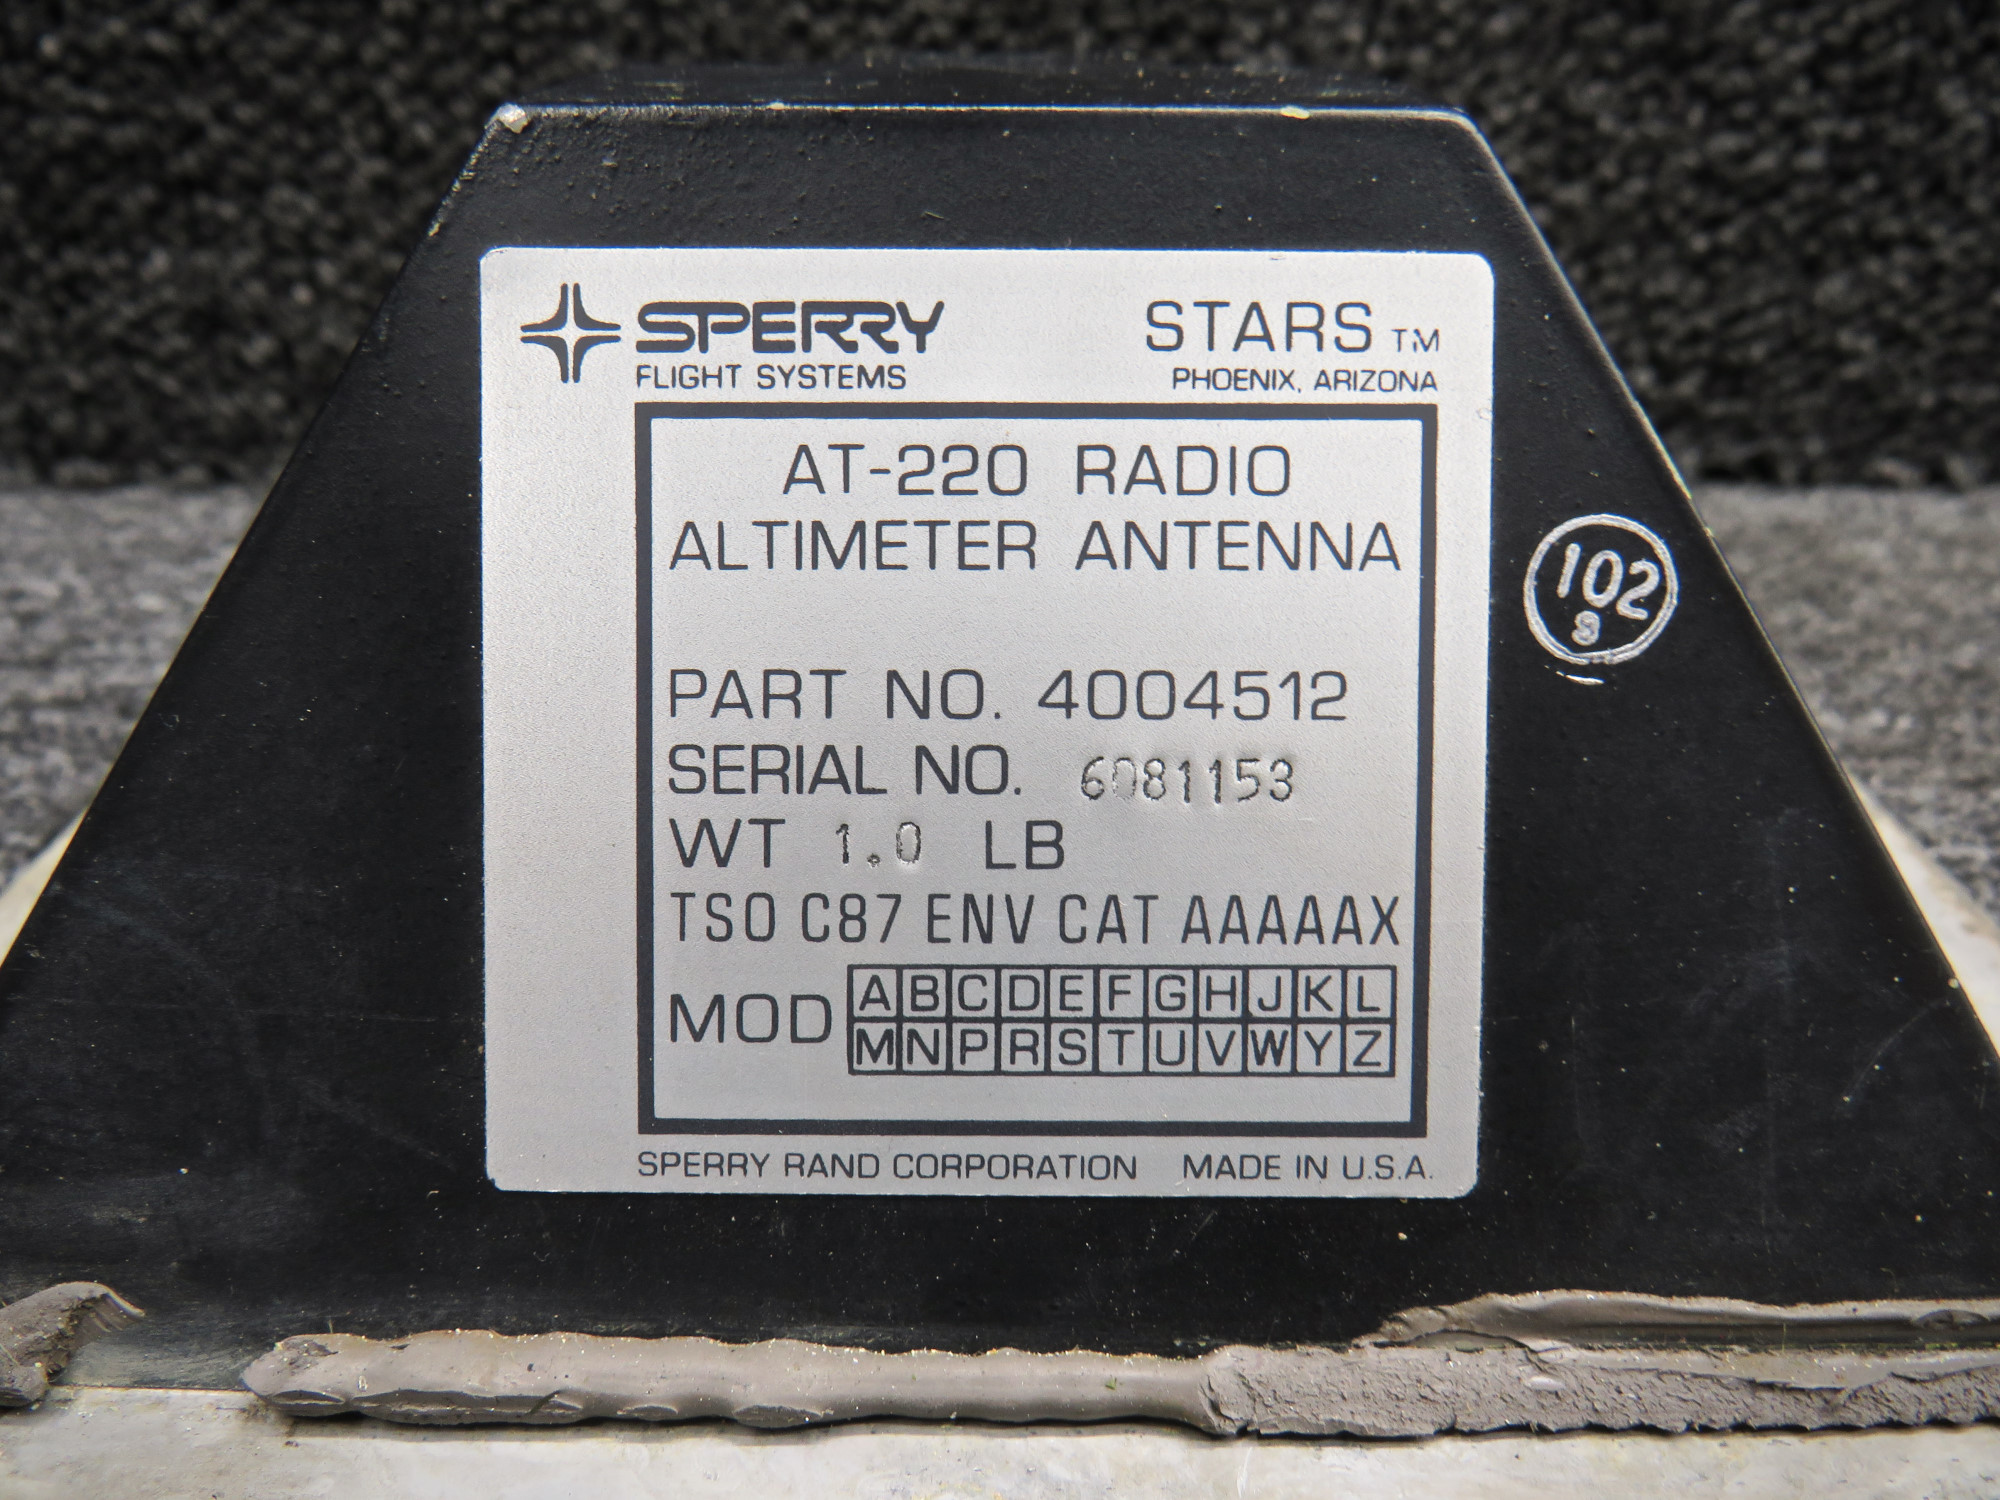 SPERRY
FLIGHT SYSTEMS
STARS TM
PHOENIX, ARIZONA
AT-220 RADIO
ALTIMETER ANTENNA
PART NO. 4004512
SERIAL NO. 6081153
WT 1.0 LB
TSO C87 ENV CAT AAAAAX
MOD
A B C D E F G H J K L
M N P R S T U V W Y Z
SPERRY RAND CORPORATION MADE IN U.S.A.
102